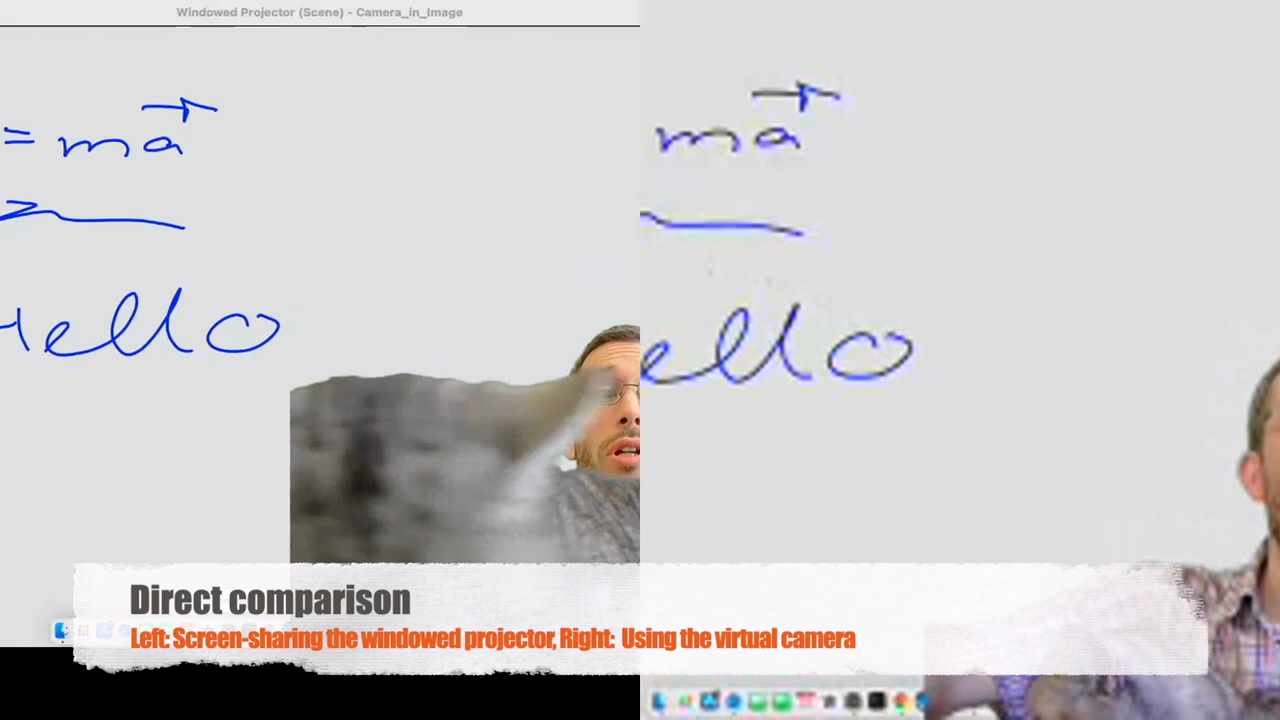 Windowed Projector (Scene) - Camera_in_Image
= ma
ma
Hello
ello
Direct comparison
Left: Screen-sharing the windowed projector, Right: Using the virtual camera